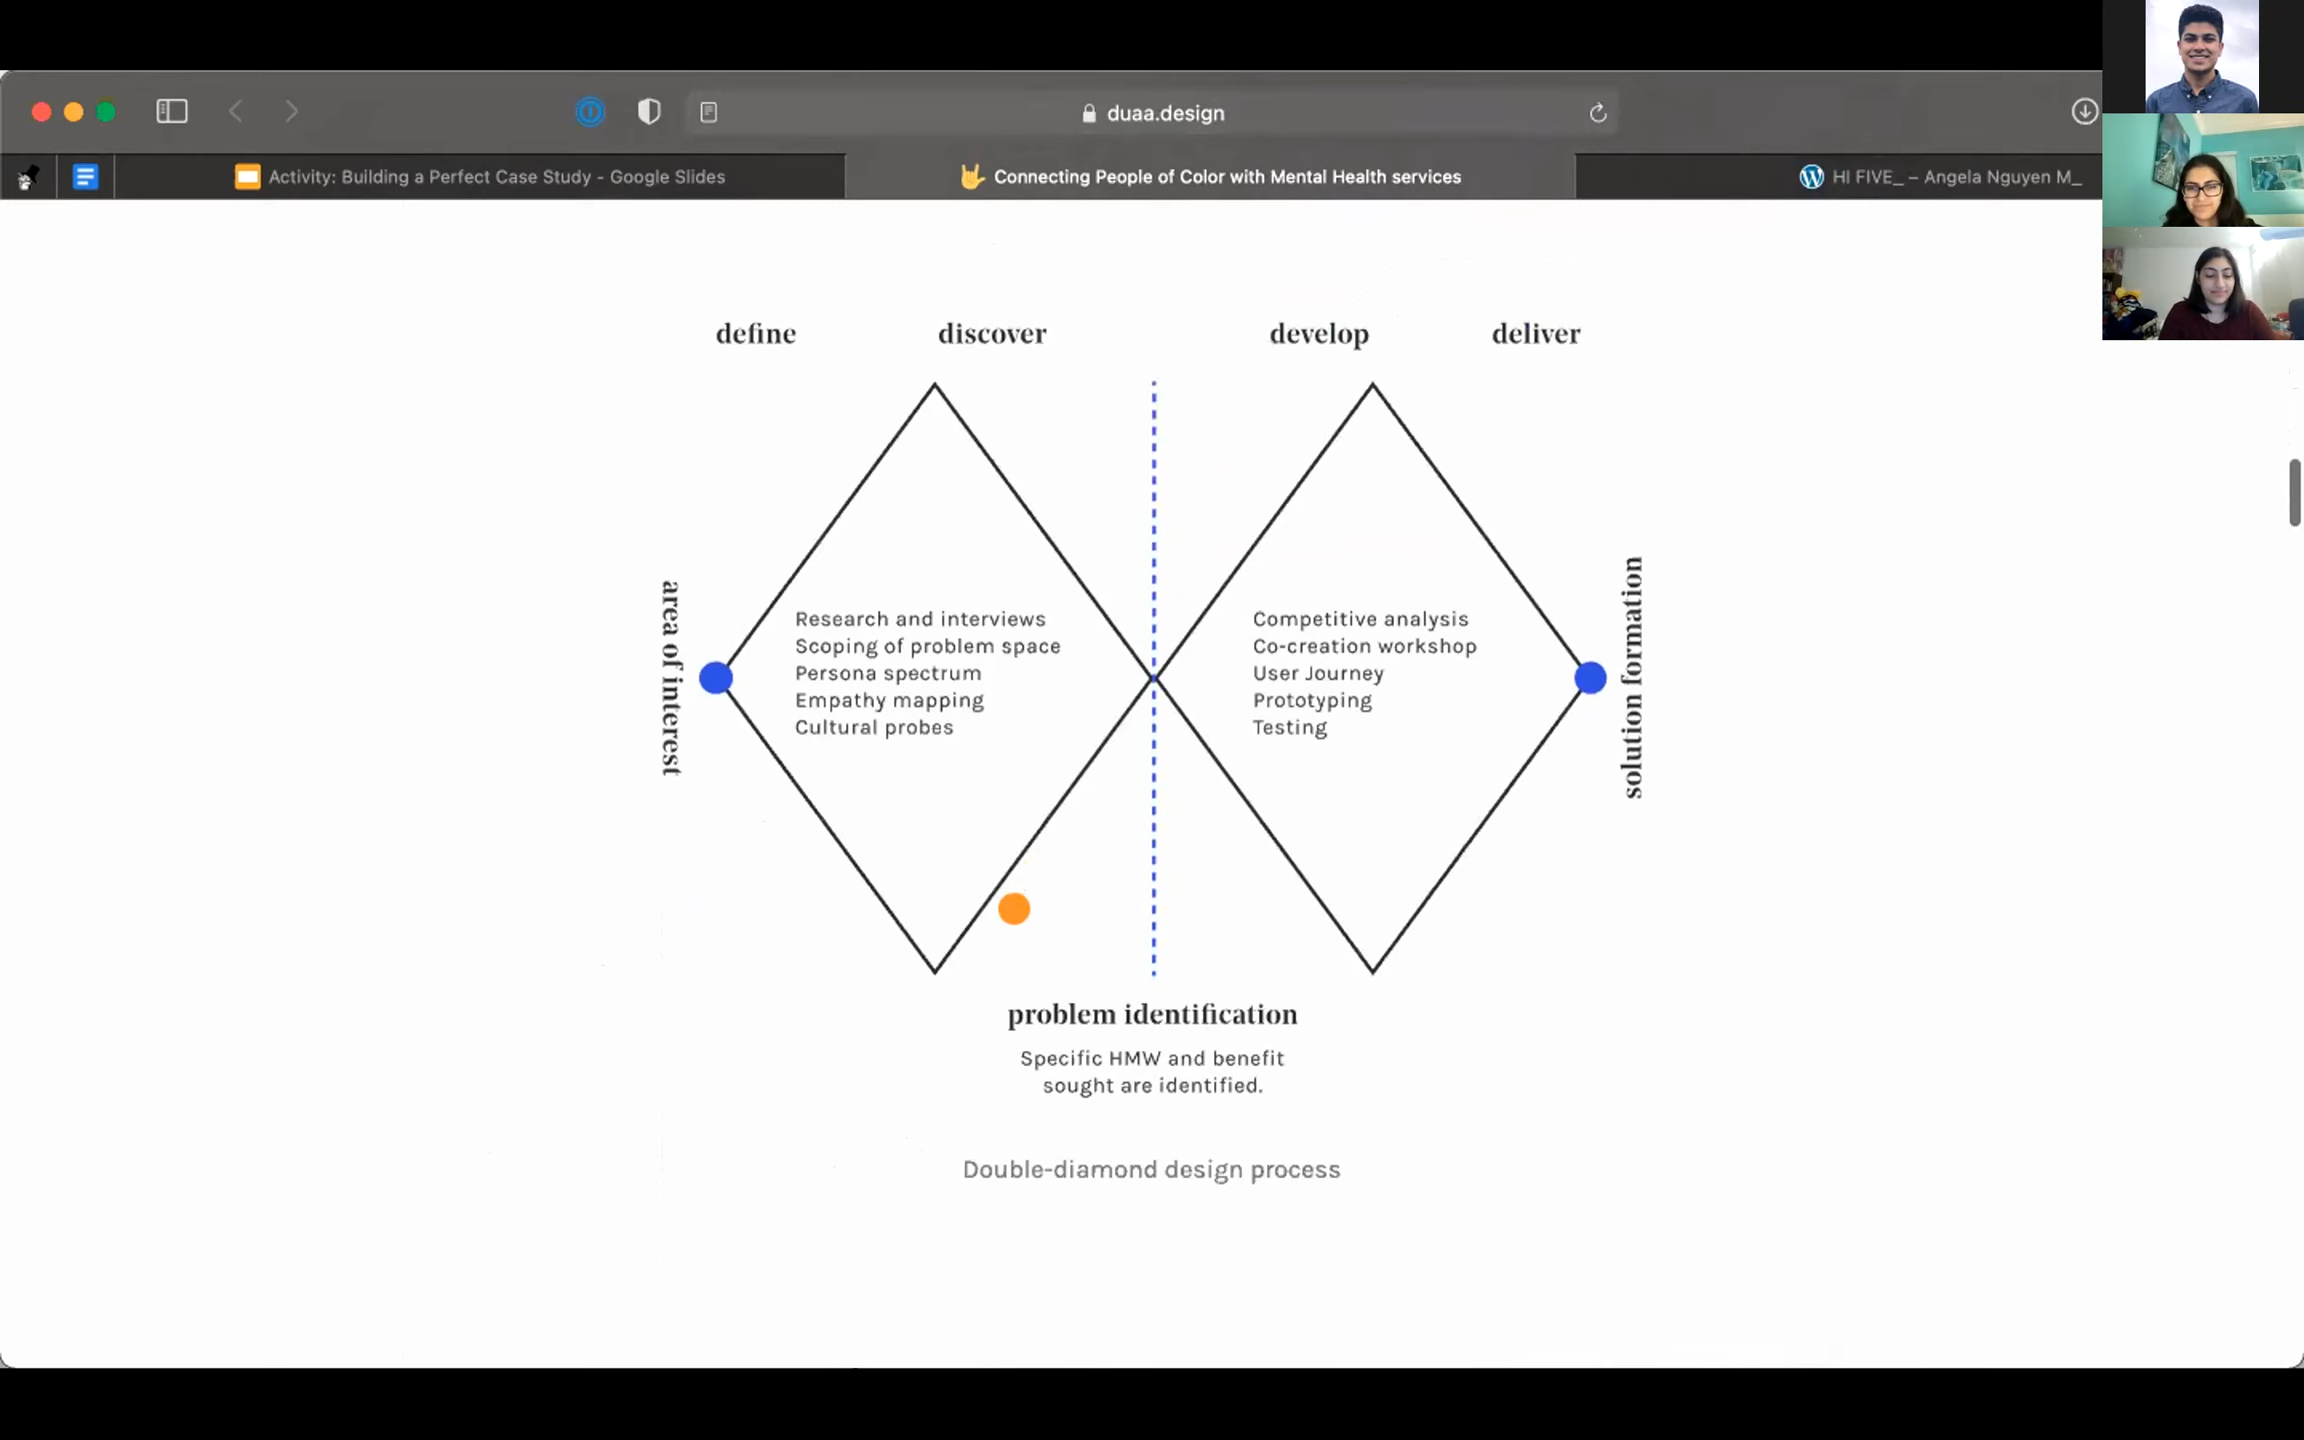 duaa.design
Activity: Building a Perfect Case Study - Google Slides
Connecting People of Color with Mental Health services
HI FIVE_ – Angela Nguyen M_
define
discover
develop
deliver
area of interest
Research and interviews
Scoping of problem space
Persona spectrum
Empathy mapping
Cultural probes
Competitive analysis
Co-creation workshop
User Journey
Prototyping
Testing
solution formation
problem identification
Specific HMW and benefit
sought are identified.
Double-diamond design process